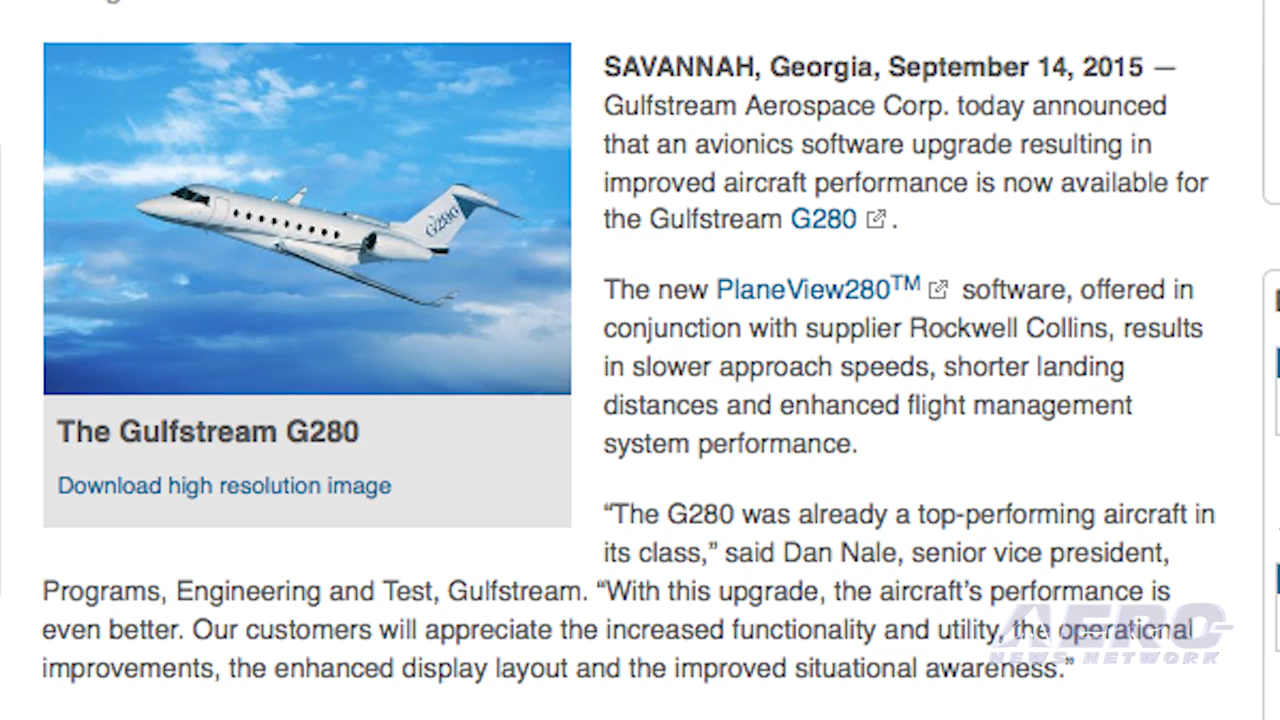 SAVANNAH, Georgia, September 14, 2015 —
Gulfstream Aerospace Corp. today announced
that an avionics software upgrade resulting in
improved aircraft performance is now available for
the Gulfstream G280 .
The new PlaneView280™ software, offered in
conjunction with supplier Rockwell Collins, results
in slower approach speeds, shorter landing
distances and enhanced flight management
system performance.
G280
The Gulfstream G280
Download high resolution image
“The G280 was already a top-performing aircraft in
its class,” said Dan Nale, senior vice president,
Programs, Engineering and Test, Gulfstream. “With this upgrade, the aircraft’s performance is
even better. Our customers will appreciate the increased functionality and utility, the operational
improvements, the enhanced display layout and the improved situational awareness.”
AERO
NEWS NETWORK